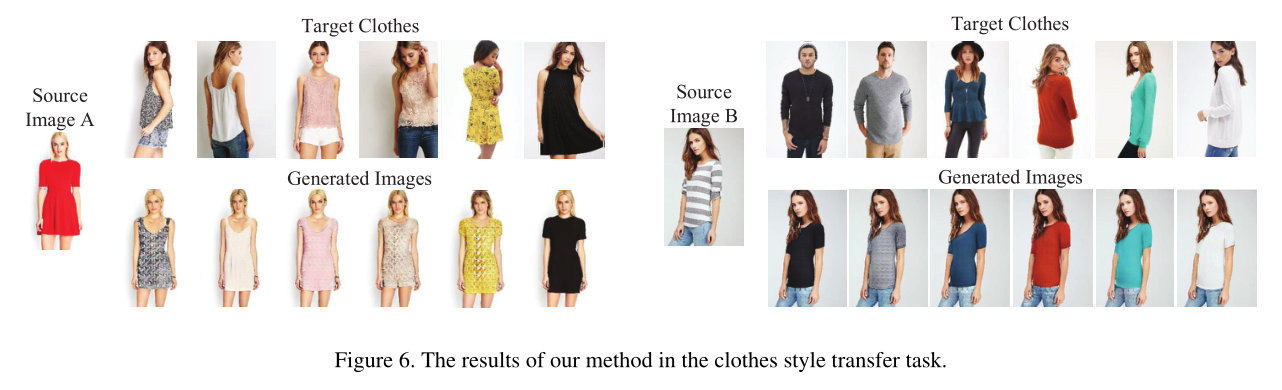 Target Clothes
Source
Image A
Generated Images
Target Clothes
Source
Image B
Generated Images
Figure 6. The results of our method in the clothes style transfer task.